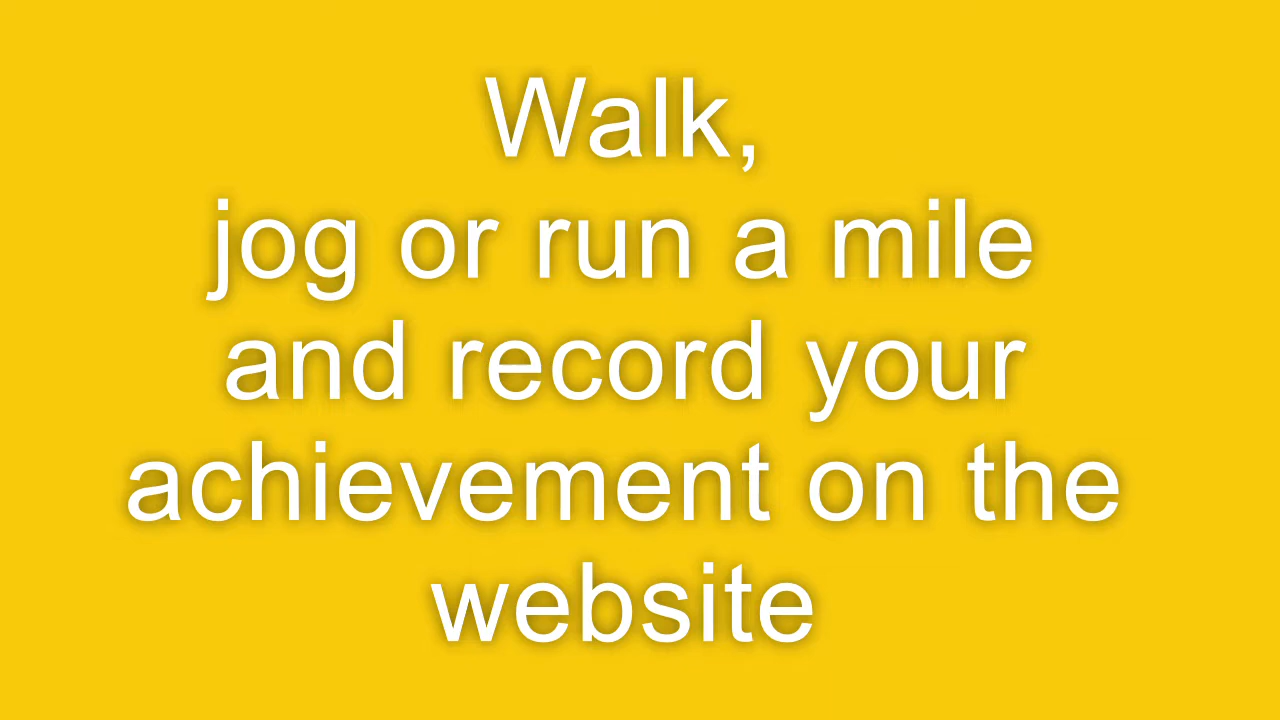 Walk,
jog or run a mile
and record your
achievement on the
website